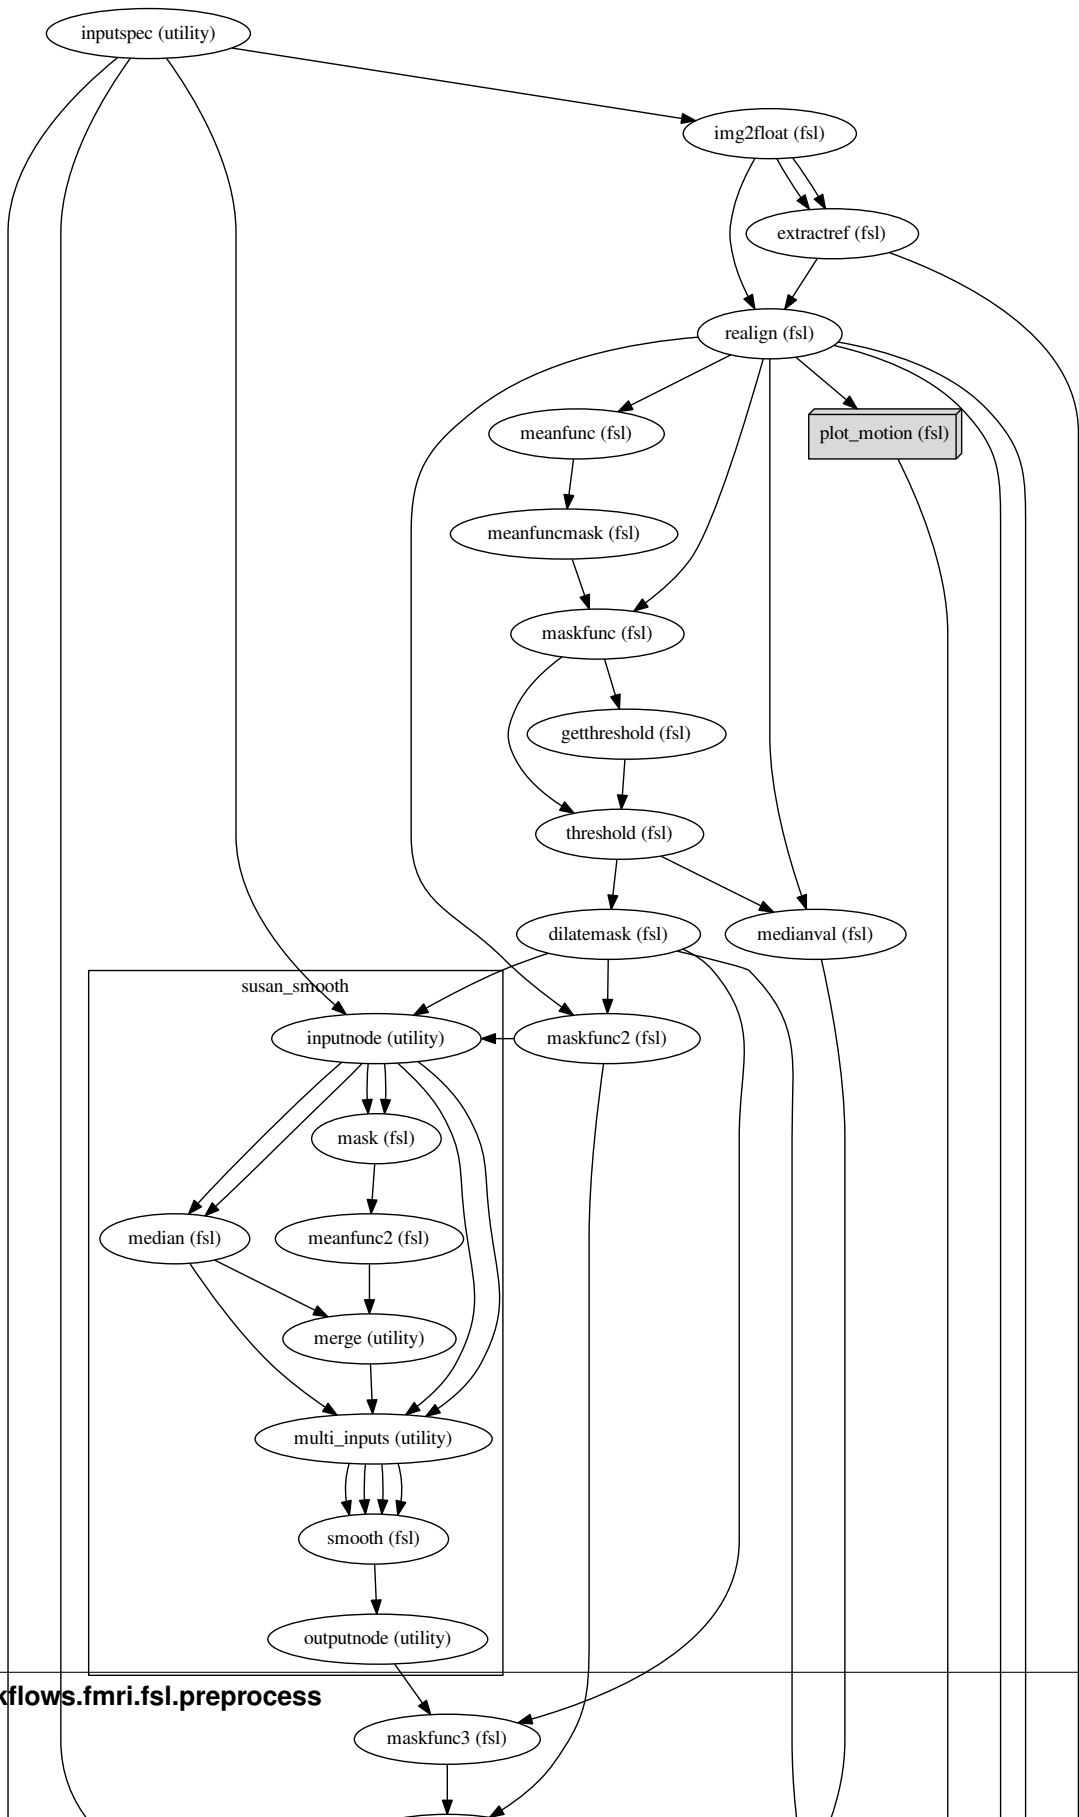 inputspec (utility)
img2float (fsl)
extractref (fsl)
realign (fsl)
meanfunc (fsl)
plot_motion (fsl)
meanfuncmask (fsl)
maskfunc (fsl)
getthreshold (fsl)
threshold (fsl)
dilatemask (fsl)
medianval (fsl)
susan_smooth
inputnode (utility)
maskfunc2 (fsl)
mask (fsl)
median (fsl)
meanfunc2 (fsl)
merge (utility)
multi_inputs (utility)
smooth (fsl)
outputnode (utility)
kflows.fmri.fsl.preprocess
maskfunc3 (fsl)